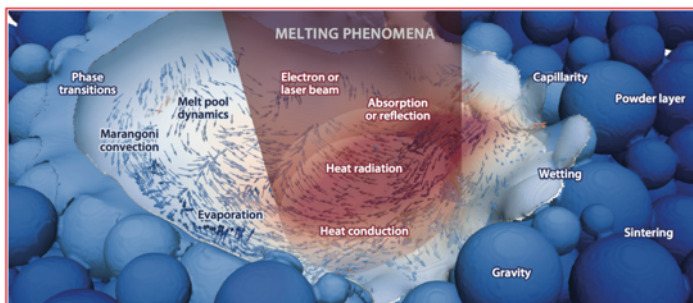 MELTING PHENOMENA
Phase
transitions
Electron or
laser beam
Capillarity
Melt pool
dynamics
Absorption
or reflection
Powder layer
Marangoni
convection
Heat radiation
Wetting
Evaporation
Heat conduction
Sintering
Gravity